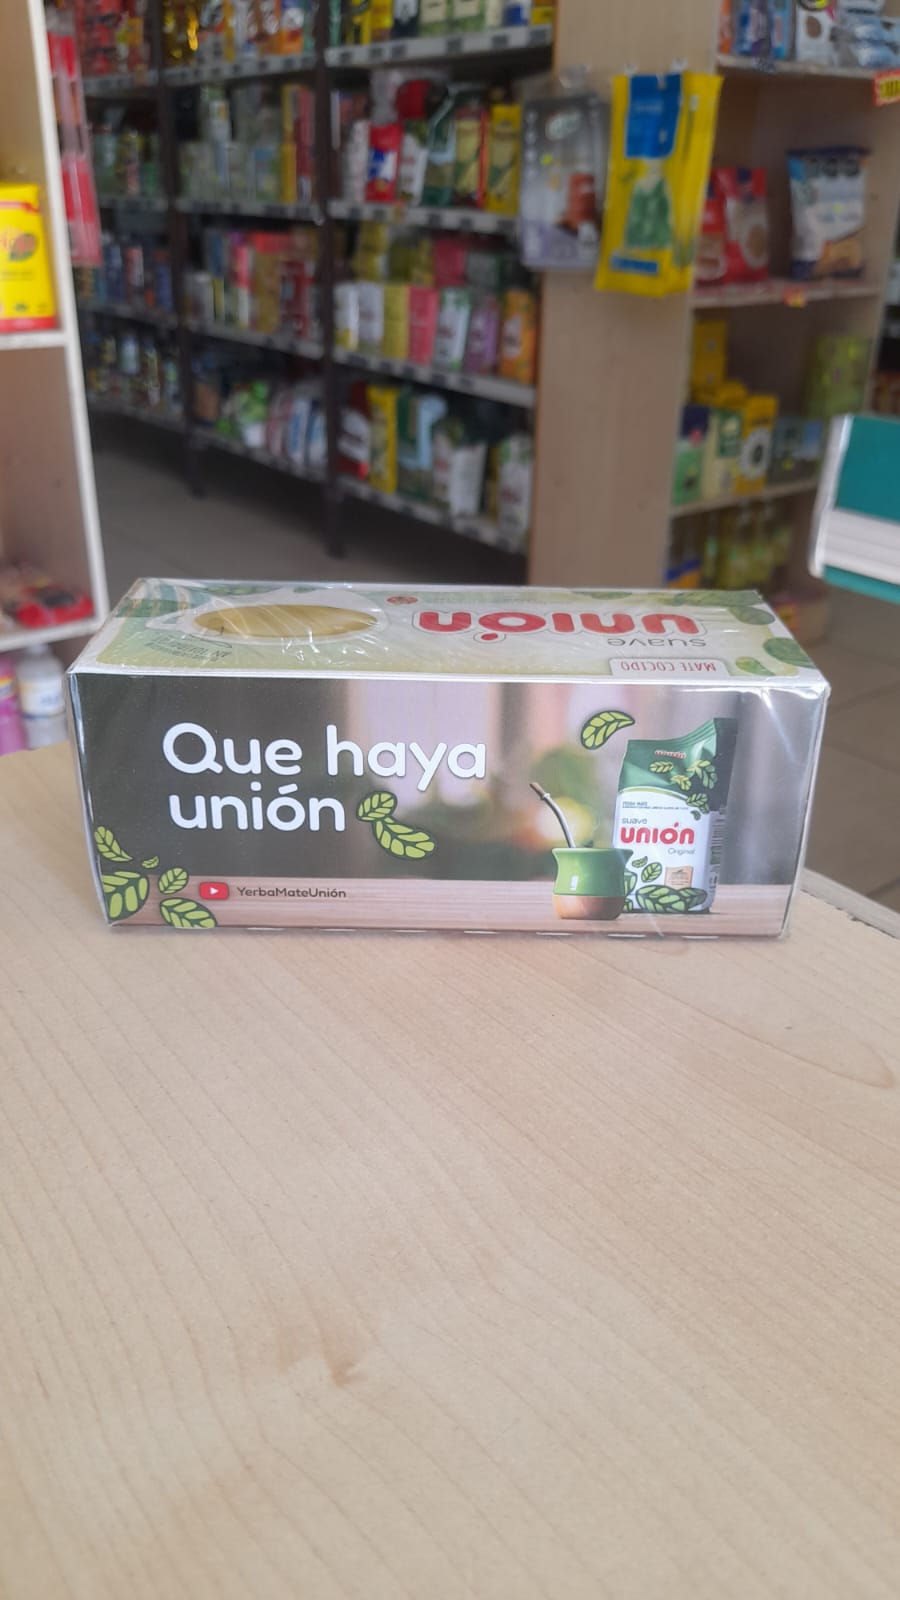 unión
suave
MATE COCIDO
Que haya
unión
YerbaMateUnión
suave
unión
Original